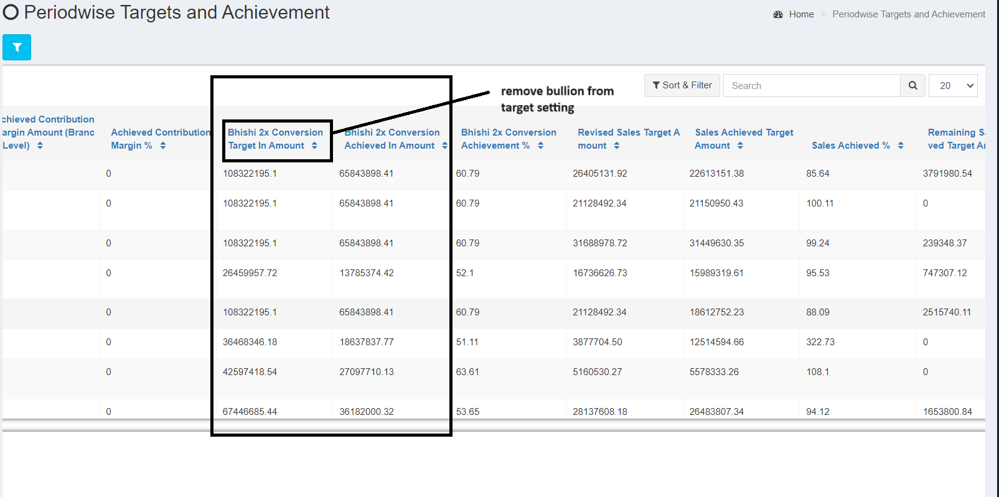 Periodwise Targets and Achievement
Home > Periodwise Targets and Achievement
remove bullion from
target setting
Sort & Filter
Search
20
chieved Contribution
argin Amount (Branc
Level)
Achieved Contribution
Margin %
Bhishi 2x Conversion
Target In Amount
Bhishi 2x Conversion
Achieved In Amount
Bhishi 2x Conversion
Achievement %
Revised Sales Target A
mount
Sales Achieved Target
Amount
Sales Achieved %
Remaining Sa
ved Target Am
0 108322195.1 65843898.41 60.79 26405131.92 22613151.38 85.64 3791980.54
0 108322195.1 65843898.41 60.79 21128492.34 21150950.43 100.11 0
0 108322195.1 65843898.41 60.79 31688978.72 31449630.35 99.24 239348.37
0 26459957.72 13785374.42 52.1 16736626.73 15989319.61 95.53 747307.12
0 108322195.1 65843898.41 60.79 21128492.34 18612752.23 88.09 2515740.11
0 36468346.18 18637837.77 51.11 3877704.50 12514594.66 322.73 0
0 42597418.54 27097710.13 63.61 5160530.27 5578333.26 108.1 0
0 67446685.44 36182000.32 53.65 28137608.18 26483807.34 94.12 1653800.84